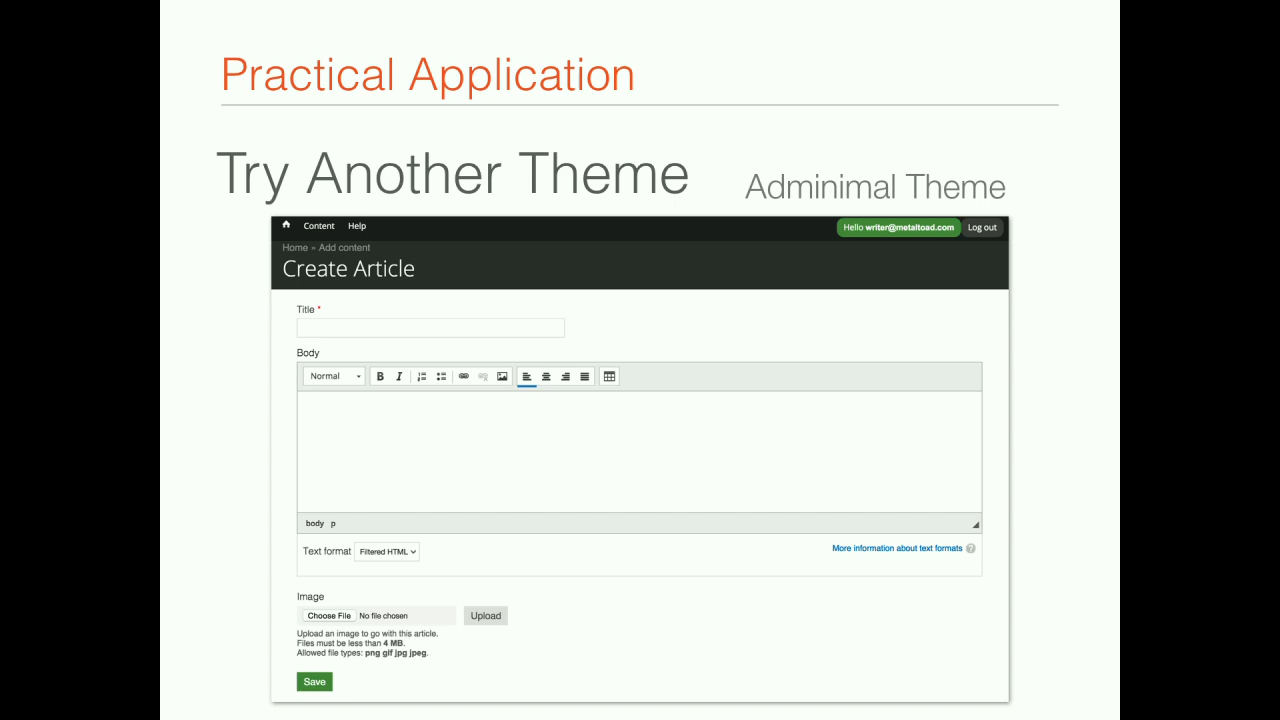 Practical Application
Try Another Theme Adminimal Theme
Content Help Hello writer@metaltoad.com Log out
Home » Add content
Create Article
Title *
Body
Normal B I
body p
Text format Filtered HTML More information about text formats ?
Image
Choose File No file chosen Upload
Upload an image to go with this article.
Files must be less than 4 MB.
Allowed file types: png gif jpg jpeg.
Save